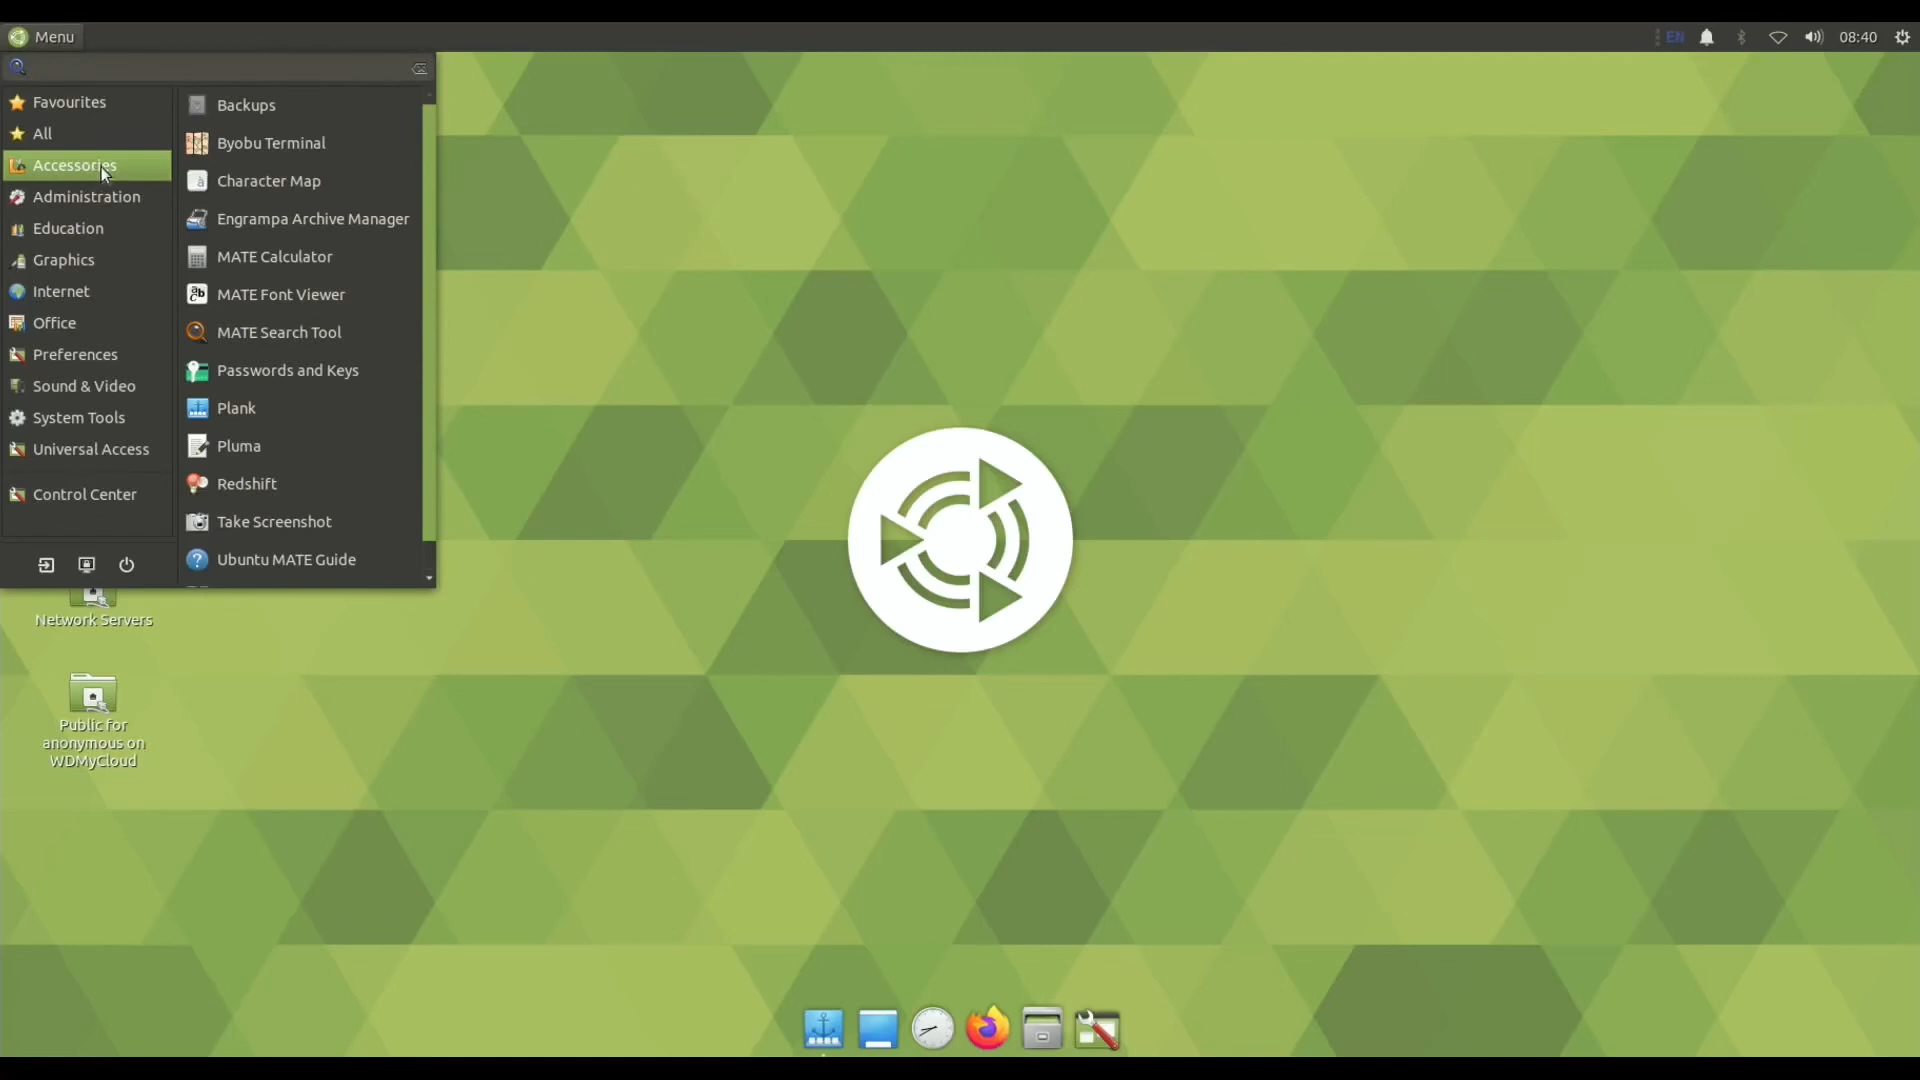 Menu
EN
08:40
Favourites
All
Accessories
Administration
Education
Graphics
Internet
Office
Preferences
Sound & Video
System Tools
Universal Access
Control Center
Backups
Byobu Terminal
Character Map
Engrampa Archive Manager
MATE Calculator
MATE Font Viewer
MATE Search Tool
Passwords and Keys
Plank
Pluma
Redshift
Take Screenshot
Ubuntu MATE Guide
Network Servers
Public for
anonymous on
WDMyCloud